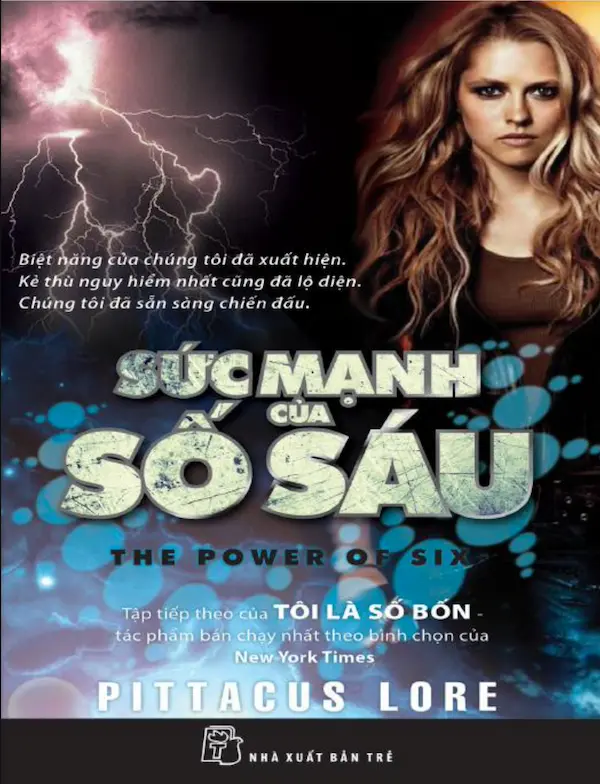 Biệt năng của chúng tôi đã xuất hiện.
Kẻ thù nguy hiểm nhất cũng đã lộ diện.
Chúng tôi đã sẵn sàng chiến đấu.
SỨC MẠNH
CỦA
SỐ SÁU
THE POWER OF SIX
Tập tiếp theo của TÔI LÀ SỐ BỐN -
tác phẩm bán chạy nhất theo bình chọn của
New York Times
PITTACUS LORE
NHÀ XUẤT BẢN TRẺ